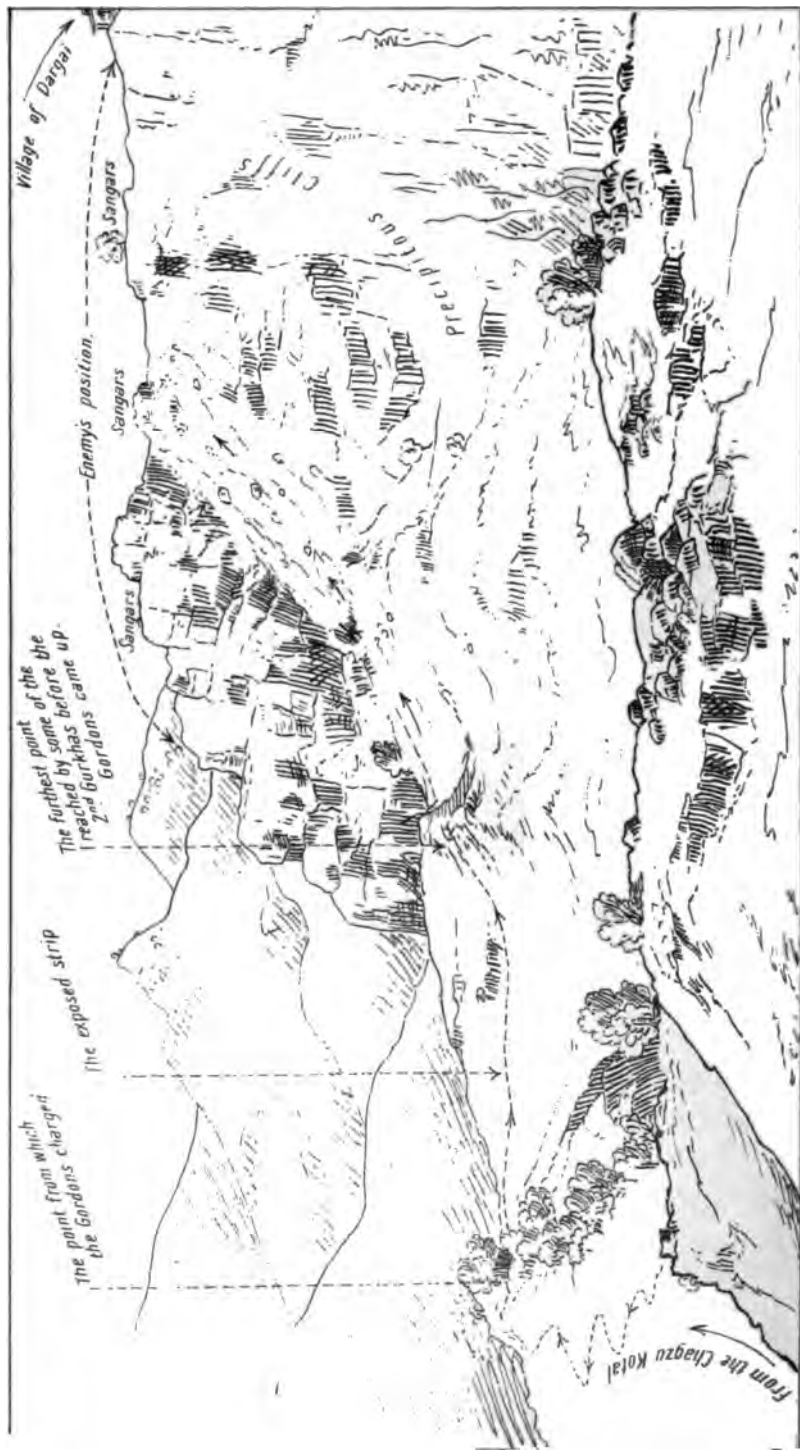 The point from which
the Gordons charged
The exposed strip
The furthest point
reached by some of the
2nd Gurkhas before the
Gordons came up.
Enemy's position.
Village of Dargai
Sangars
Sangars
Sangars
Precipitous
Cliffs
From the Chagzu Kotal